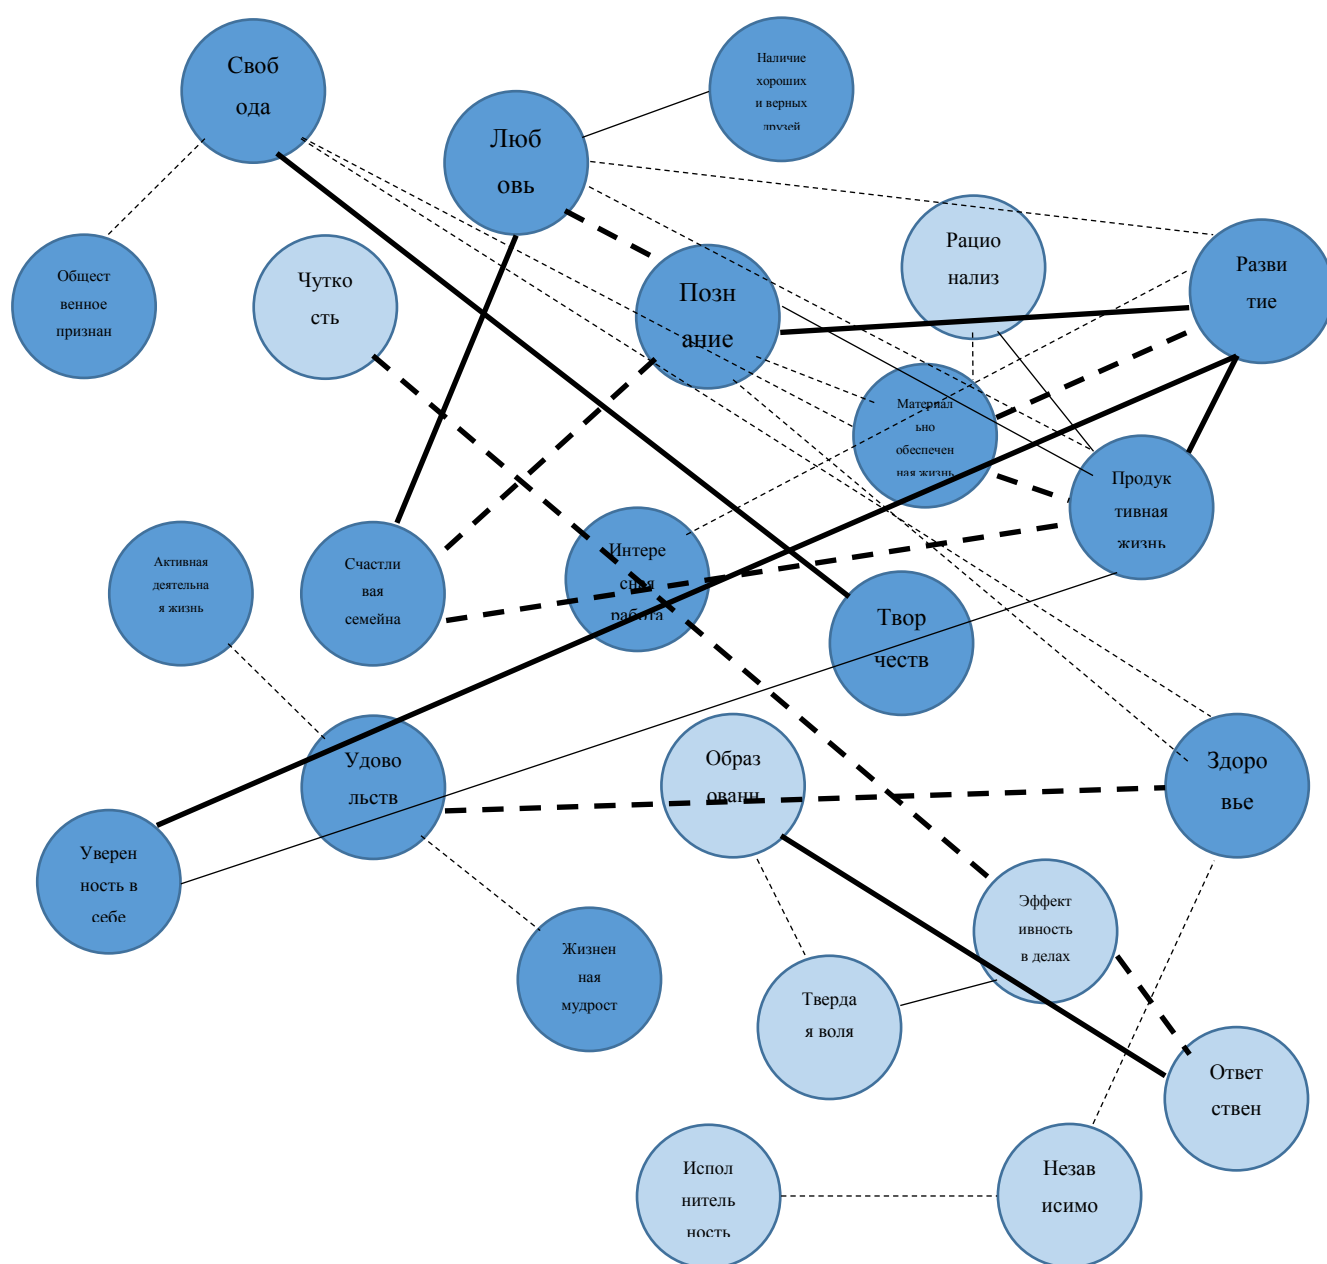 Своб
ода
Люб
овь
Наличие
хороших
и верных
друзей
Общест
венное
признан
Чутко
сть
Позн
ание
Рацио
нализ
Разви
тие
Материал
ьно
обеспечен
ная жизнь
Продук
тивная
жизнь
Активная
деятельна
я жизнь
Счастли
вая
семейна
Интере
сная
работа
Твор
честв
Удово
льств
Образ
ованн
Здоро
вье
Уверен
ность в
себе
Жизнен
ная
мудрост
Эффект
ивность
в делах
Тверда
я воля
Ответ
ствен
Испол
нитель
ность
Незав
исимо